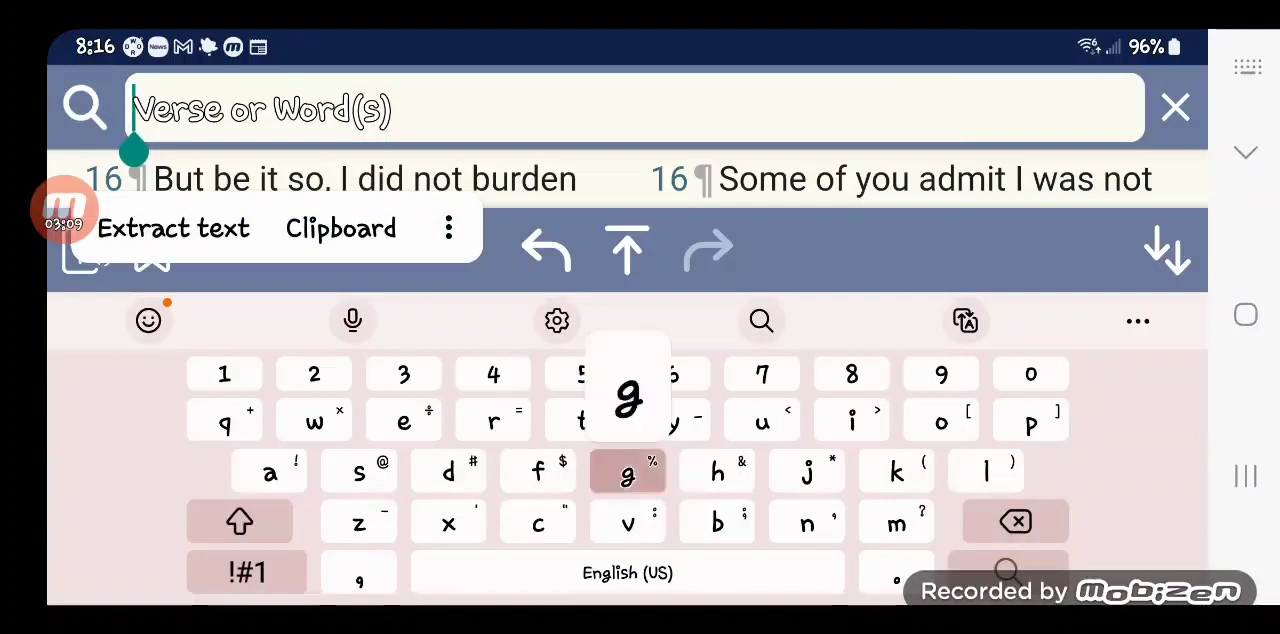 8:16 News M 96%
Verse or Word(s)
16 ¶ But be it so, I did not burden 16 ¶ Some of you admit I was not
03:09 Extract text Clipboard
g
1 2 3 4 5 6 7 8 9 0
q + w × e ÷ r = t y - u < i > o [ p ]
a ! s @ d # f $ g % h & j * k ( l )
z - x ' c " v : b ; n , m ?
!#1 , English (US) .
Recorded by mobizen